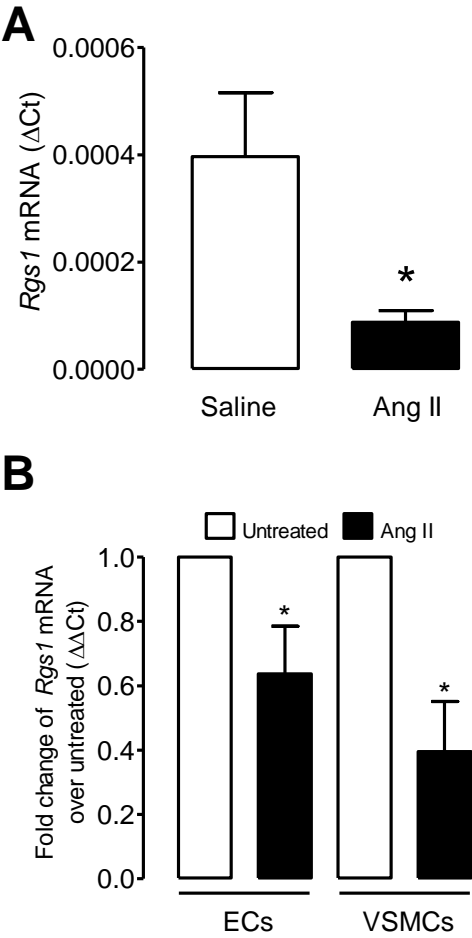 A
Rgs1 mRNA (ΔCt)
0.0006
0.0004
0.0002
0.0000
*
Saline Ang II
B
Untreated Ang II
Fold change of Rgs1 mRNA
over untreated (ΔΔCt)
1.0
0.8
0.6
0.4
0.2
0.0
* *
ECs VSMCs